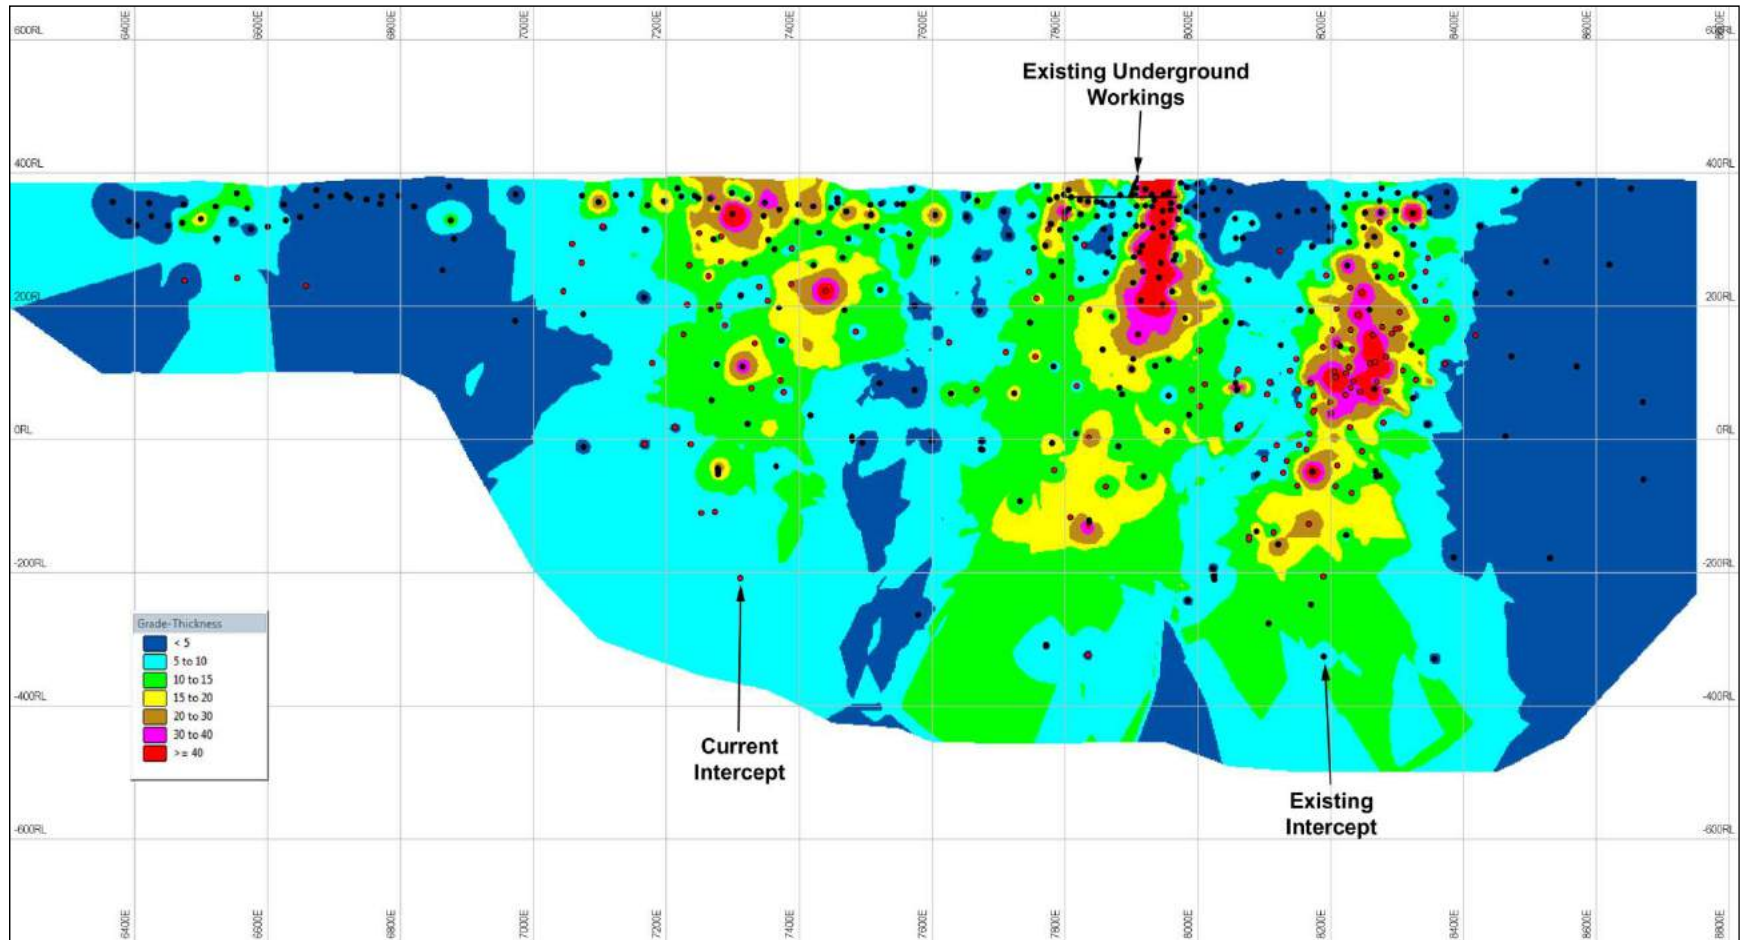 6400E 6600E 6800E 7000E 7200E 7400E 7600E 7800E 8000E 8200E 8400E 8600E 8800E
600RL 600RL
Existing Underground
Workings
400RL 400RL
200RL 200RL
0RL 0RL
-200RL -200RL
Grade-Thickness
< 5
5 to 10
10 to 15
15 to 20
20 to 30
30 to 40
>= 40
-400RL -400RL
Current
Intercept
Existing
Intercept
-600RL -600RL
6400E 6600E 6800E 7000E 7200E 7400E 7600E 7800E 8000E 8200E 8400E 8600E 8800E